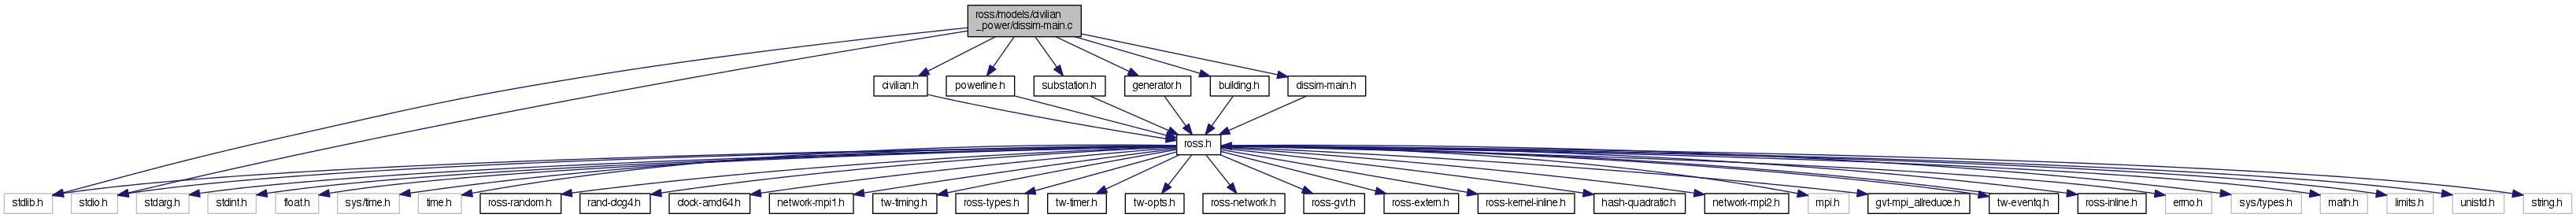 ross/models/civilian
_power/dissim-main.c
civilian.h
powerline.h
substation.h
generator.h
building.h
dissim-main.h
ross.h
stdlib.h
stdio.h
stdarg.h
stdint.h
float.h
sys/time.h
time.h
ross-random.h
rand-clcg4.h
clock-amd64.h
network-mpi1.h
tw-timing.h
ross-types.h
tw-timer.h
tw-opts.h
ross-network.h
ross-gvt.h
ross-extern.h
ross-kernel-inline.h
hash-quadratic.h
network-mpi2.h
mpi.h
gvt-mpi_allreduce.h
tw-eventq.h
ross-inline.h
errno.h
sys/types.h
math.h
limits.h
unistd.h
string.h